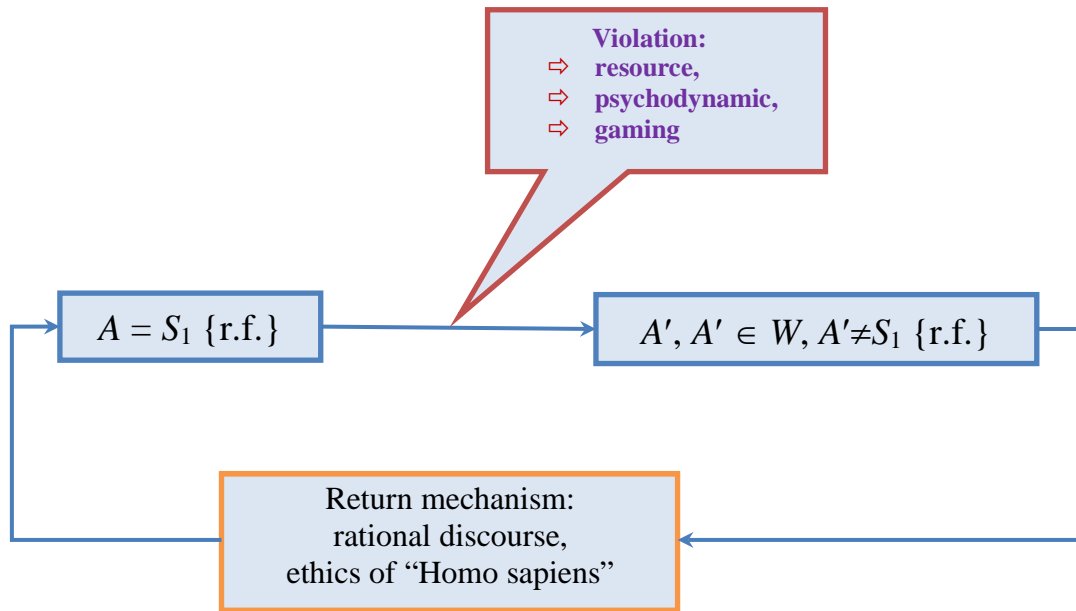 Violation:
⇨ resource,
⇨ psychodynamic,
⇨ gaming
A = S₁ {r.f.}
A′, A′ ∈ W, A′≠S₁ {r.f.}
Return mechanism:
rational discourse,
ethics of “Homo sapiens”